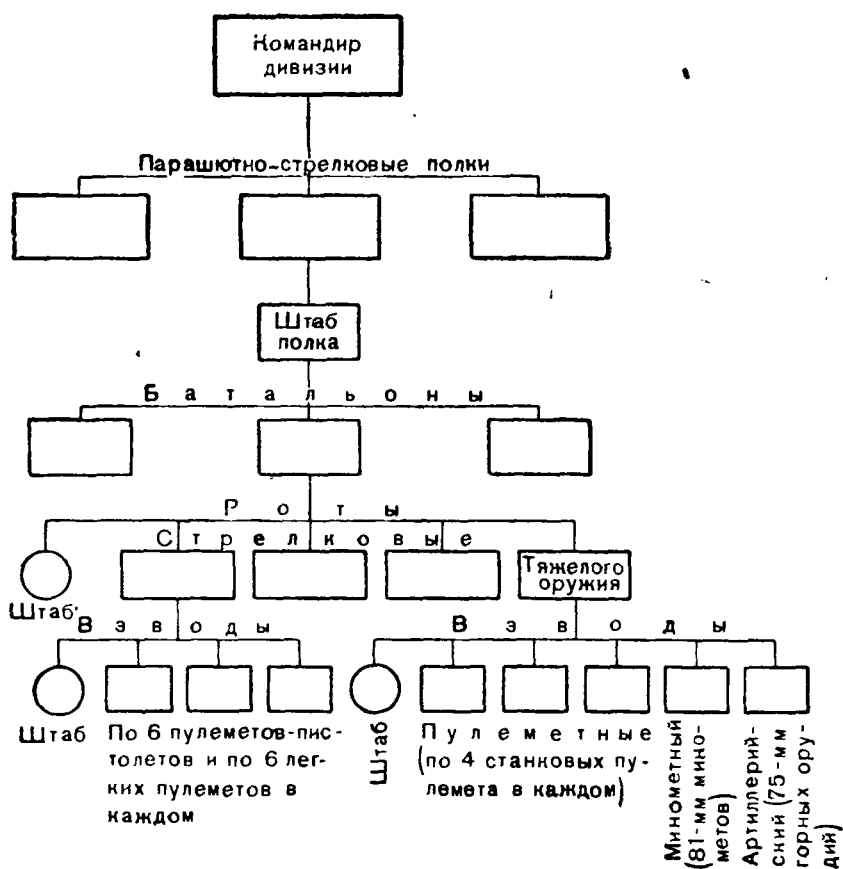 Командир
дивизии
Парашютно-стрелковые полки
Штаб
полка
Батальоны
Роты
Стрелковые
Штаб
Тяжелого
оружия
Взводы
Взводы
Штаб
По 6 пулеметов-пис-
толетов и по 6 лег-
ких пулеметов в
каждом
Штаб
Пулеметные
(по 4 станковых пу-
лемета в каждом)
Минометный
(81-мм мино-
метов)
Артиллерий-
ский (75-мм
горных ору-
дий)